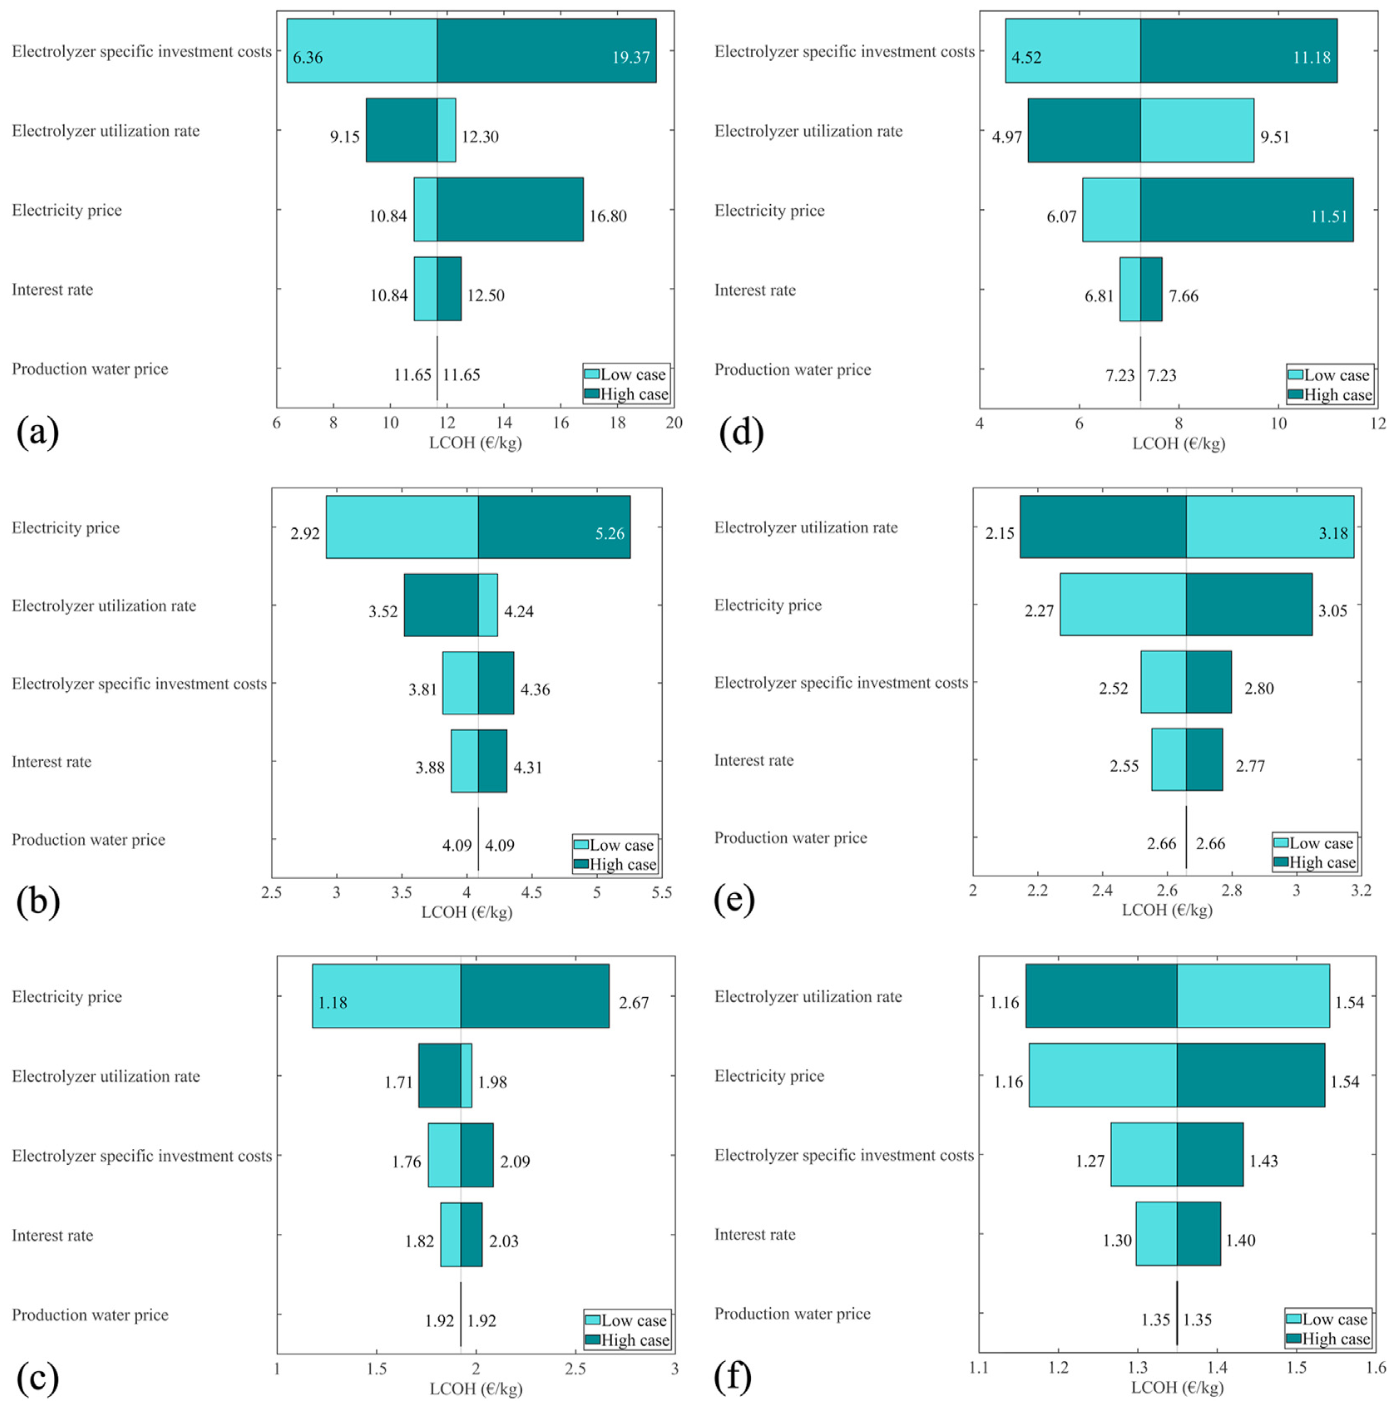 Electrolyzer specific investment costs
6.36
19.37
Electrolyzer utilization rate
9.15
12.30
Electricity price
10.84
16.80
Interest rate
10.84
12.50
Production water price
11.65
11.65
Low case
High case
6
8
10
12
14
16
18
20
LCOH (€/kg)
(a)
Electrolyzer specific investment costs
4.52
11.18
Electrolyzer utilization rate
4.97
9.51
Electricity price
6.07
11.51
Interest rate
6.81
7.66
Production water price
7.23
7.23
Low case
High case
4
6
8
10
12
LCOH (€/kg)
(d)
Electricity price
2.92
5.26
Electrolyzer utilization rate
3.52
4.24
Electrolyzer specific investment costs
3.81
4.36
Interest rate
3.88
4.31
Production water price
4.09
4.09
Low case
High case
2.5
3
3.5
4
4.5
5
5.5
LCOH (€/kg)
(b)
Electrolyzer utilization rate
2.15
3.18
Electricity price
2.27
3.05
Electrolyzer specific investment costs
2.52
2.80
Interest rate
2.55
2.77
Production water price
2.66
2.66
Low case
High case
2
2.2
2.4
2.6
2.8
3
3.2
LCOH (€/kg)
(e)
Electricity price
1.18
2.67
Electrolyzer utilization rate
1.71
1.98
Electrolyzer specific investment costs
1.76
2.09
Interest rate
1.82
2.03
Production water price
1.92
1.92
Low case
High case
1
1.5
2
2.5
3
LCOH (€/kg)
(c)
Electrolyzer utilization rate
1.16
1.54
Electricity price
1.16
1.54
Electrolyzer specific investment costs
1.27
1.43
Interest rate
1.30
1.40
Production water price
1.35
1.35
Low case
High case
1.1
1.2
1.3
1.4
1.5
1.6
LCOH (€/kg)
(f)